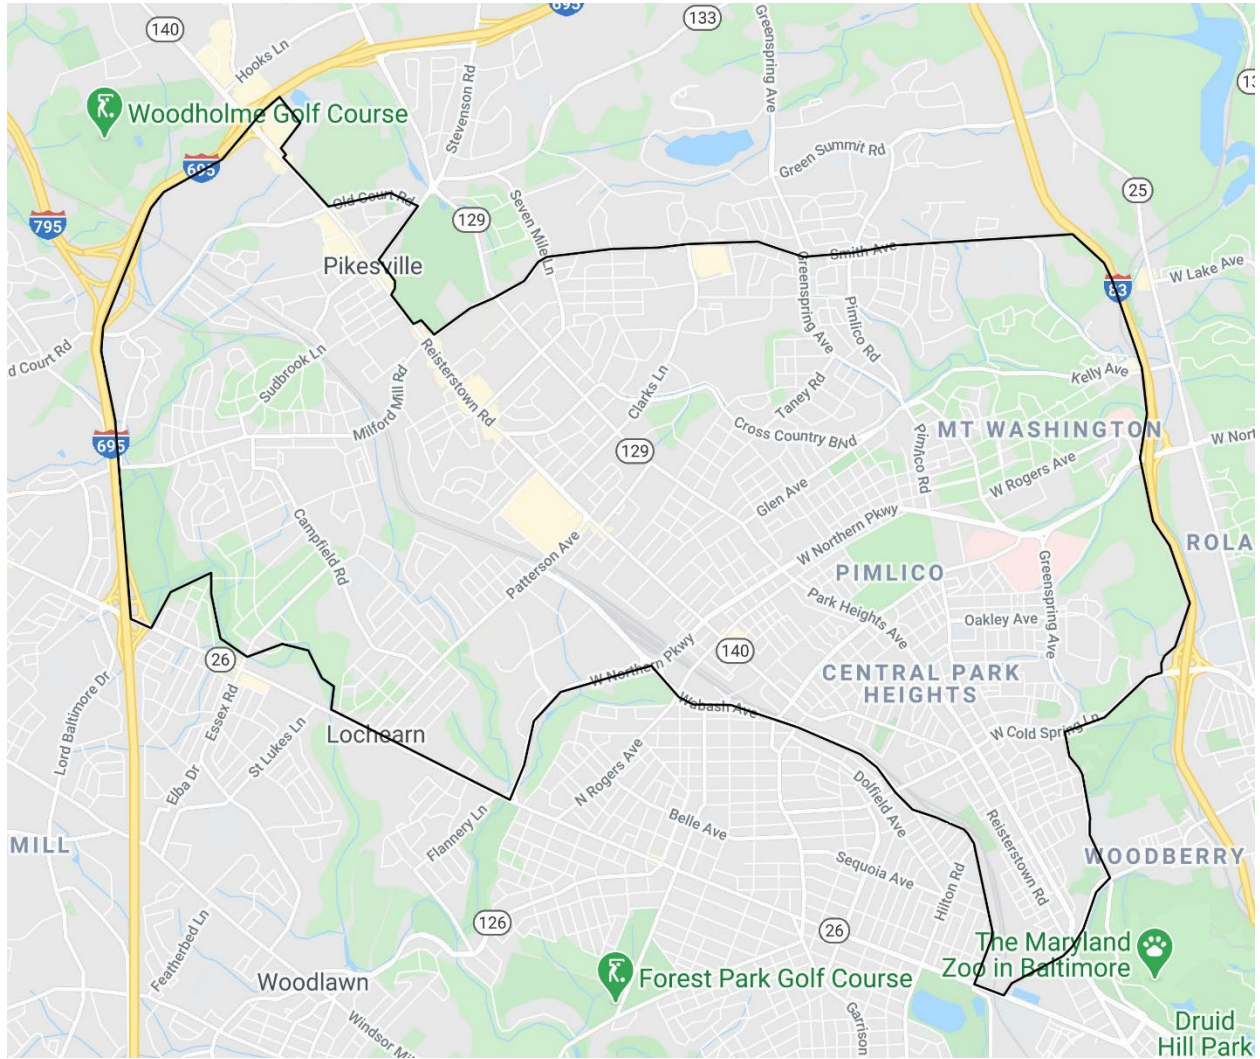 695
140
133
Hooks Ln
Greenspring Ave
13
Woodholme Golf Course
Stevenson Rd
Green Summit Rd
695
25
Old Court Rd
Seven Mile Ln
129
795
Pikesville
Smith Ave
W Lake Ave
83
Greenspring Ave
Pimlico Rd
d Court Rd
Sudbrook Ln
Reisterstown Rd
Milford Mill Rd
Clarks Ln
Taney Rd
Kelly Ave
695
Cross Country Blvd
MT WASHINGTON
W Nort
129
Pimlico Rd
W Rogers Ave
Glen Ave
Campfield Rd
W Northern Pkwy
Patterson Ave
ROLA
PIMLICO
Greenspring Ave
Park Heights Ave
Oakley Ave
26
W Northern Pkwy
140
CENTRAL PARK
HEIGHTS
Lord Baltimore Dr
Essex Rd
St Lukes Ln
Wabash Ave
W Cold Spring Ln
Lochearn
Elba Dr
N Rogers Ave
Dolfield Ave
Flannery Ln
Belle Ave
Reisterstown Rd
MILL
WOODBERRY
Sequoia Ave
Hilton Rd
Featherbed Ln
126
26
The Maryland
Zoo in Baltimore
Forest Park Golf Course
Woodlawn
Windsor Mil
Garrison
Druid
Hill Park